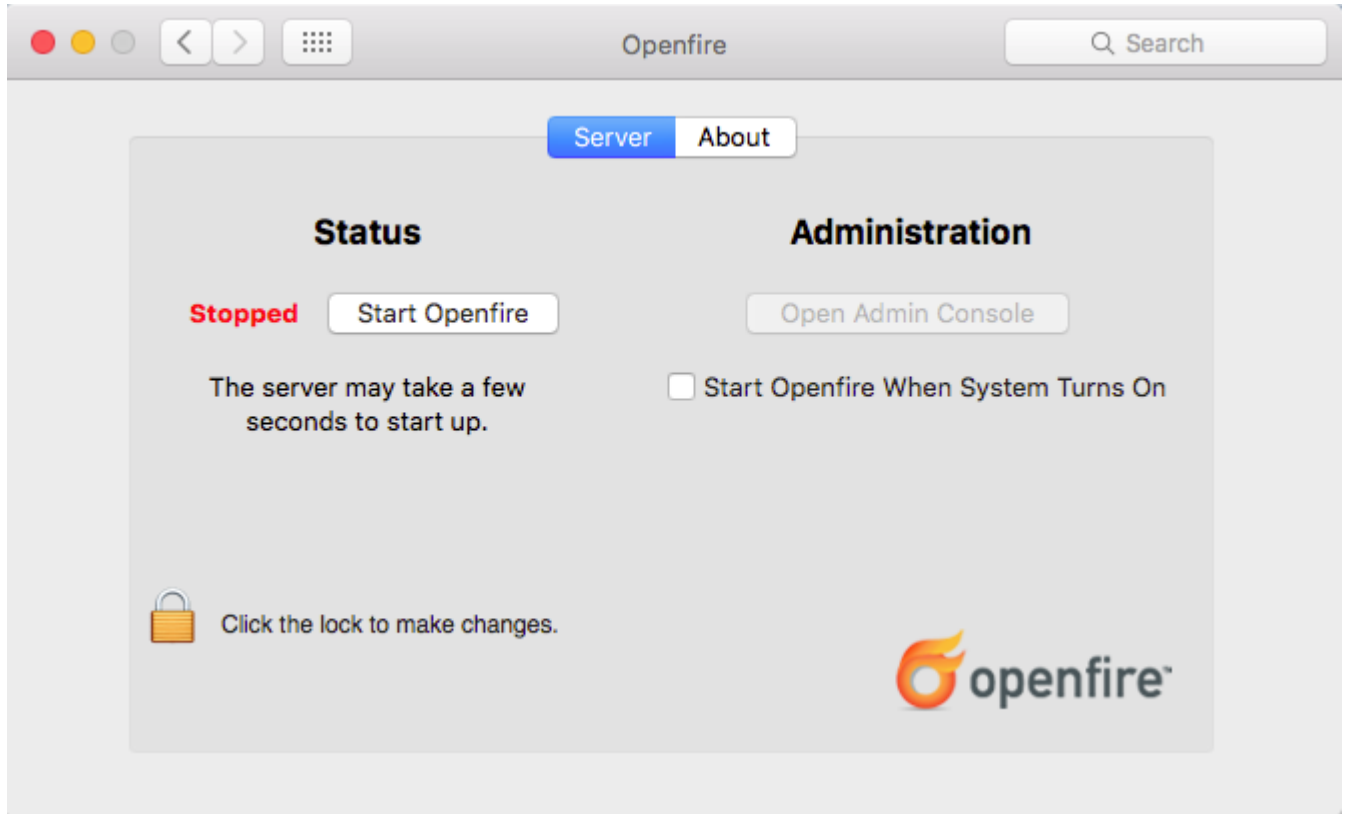 Openfire
Search
Server About
Status
Stopped Start Openfire
The server may take a few
seconds to start up.
Administration
Open Admin Console
Start Openfire When System Turns On
Click the lock to make changes.
openfire™